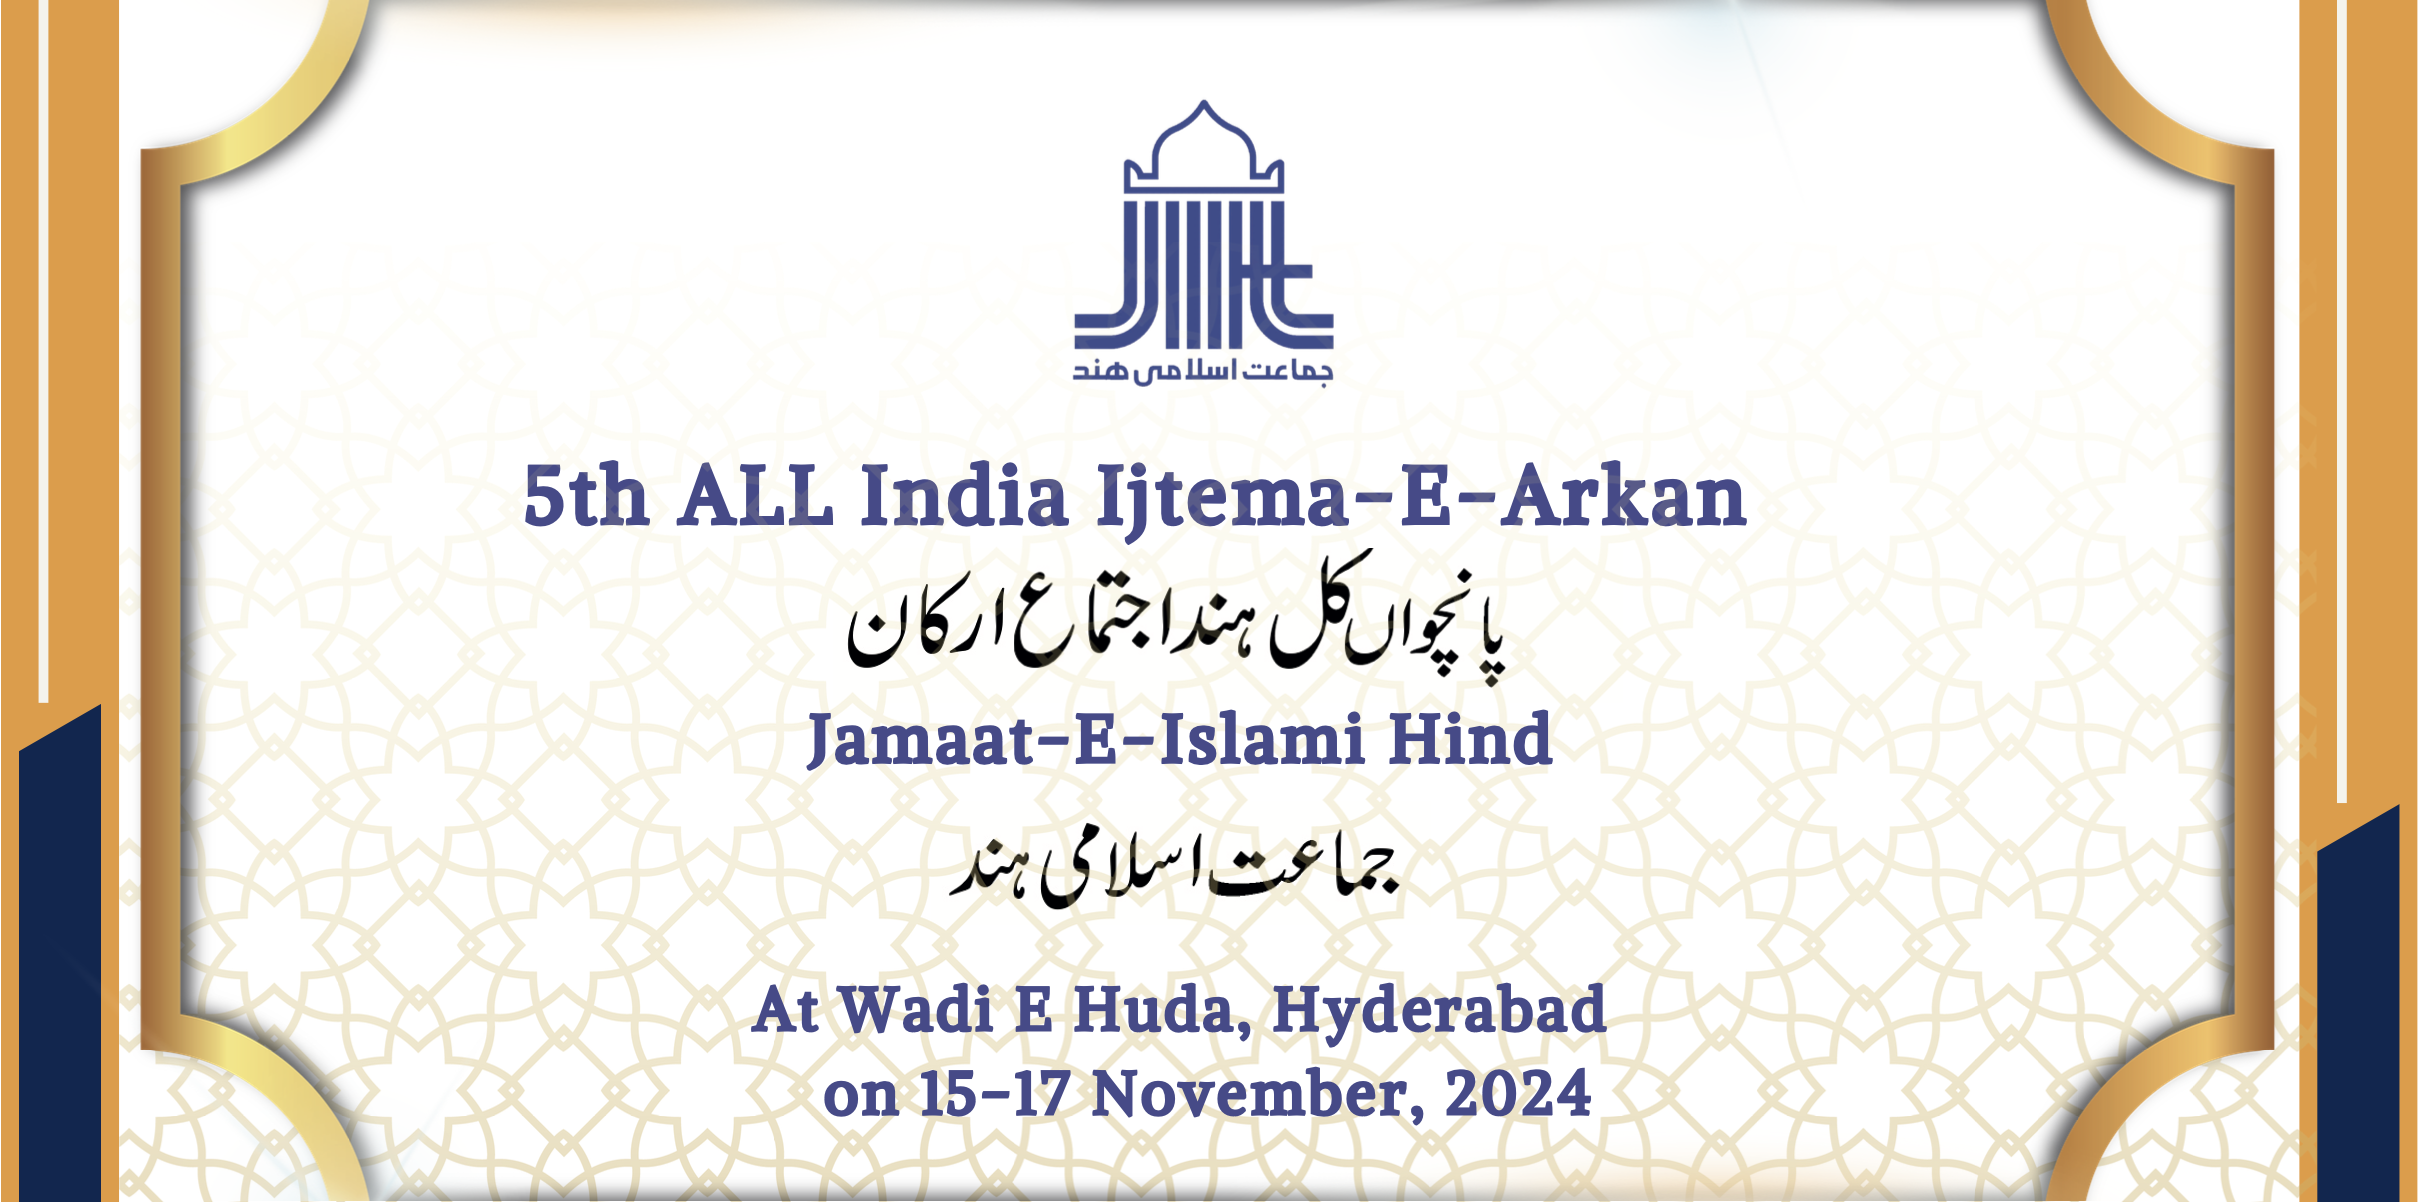 جماعت اسلامی هند
5th ALL India Ijtema-E-Arkan
پانچواں کل ہند اجتماع ارکان
Jamaat-E-Islami Hind
جماعت اسلامی ہند
At Wadi E Huda, Hyderabad
on 15-17 November, 2024